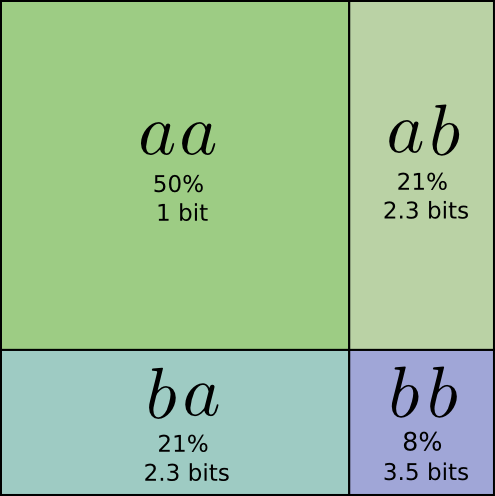 aa
50%
1 bit
ab
21%
2.3 bits
ba
21%
2.3 bits
bb
8%
3.5 bits